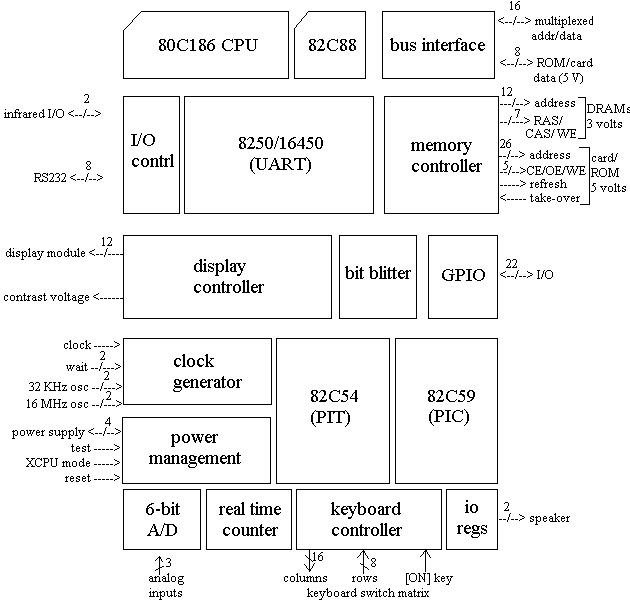 80C186 CPU
82C88
bus interface
16
<--/--> multiplexed
addr/data
8
<--/--> ROM/card
data (5 V)
2
infrared I/O <--/-->
8
RS232 <--/-->
I/O
contrl
8250/16450
(UART)
memory
controller
12
--/--> address
7
--/--> RAS/
CAS/WE
DRAMs
3 volts
26
--/--> address
5
--/--> CE/OE/WE
-----> refresh
<----- take-over
card/
ROM
5 volts
12
display module <--/---
contrast voltage <-----
display
controller
bit blitter
GPIO
22
<--/--> I/O
clock ----->
2
wait --/-->
2
32 KHz osc --/-->
2
16 MHz osc --/-->
clock
generator
4
power supply <--/-->
test ----->
XCPU mode ----->
reset ----->
power
management
82C54
(PIT)
82C59
(PIC)
6-bit
A/D
real time
counter
keyboard
controller
io
regs
2
--/--> speaker
3
analog
inputs
16
columns
8
rows
[ON] key
keyboard switch matrix